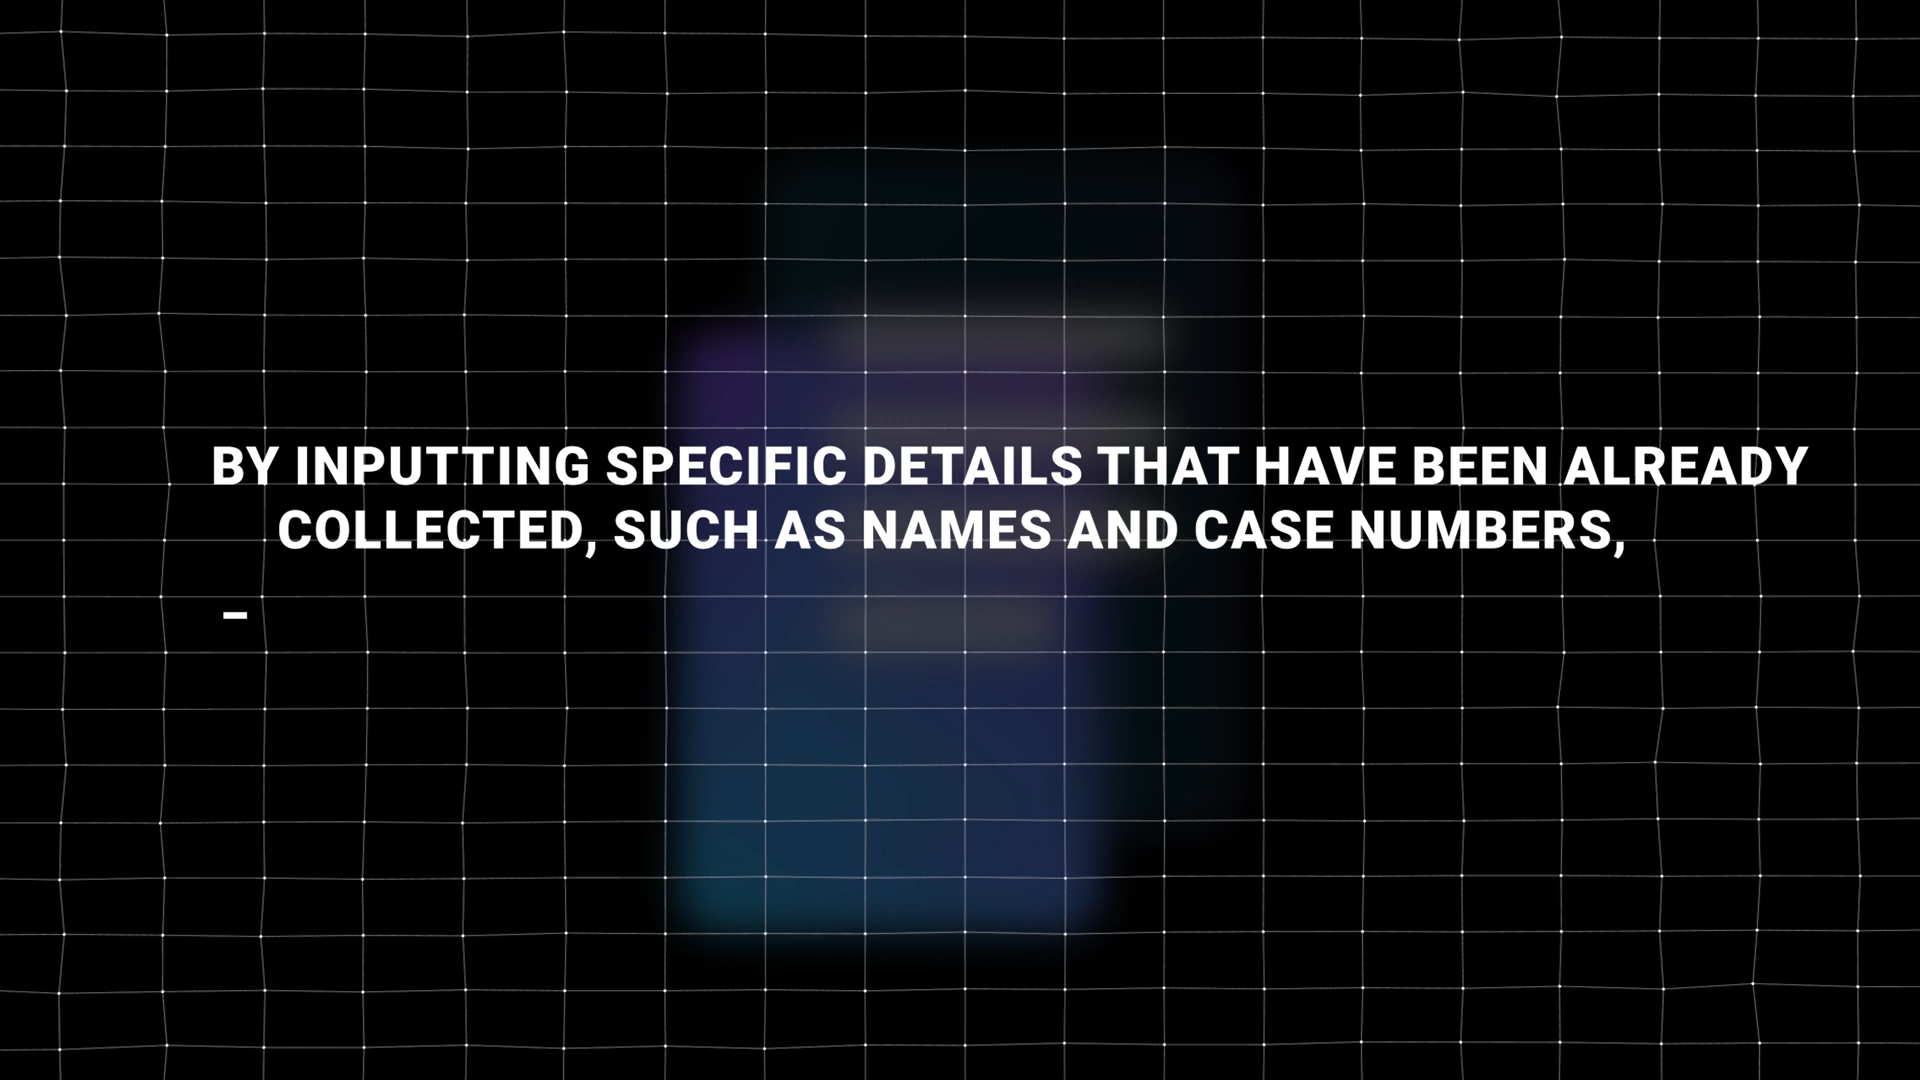 BY INPUTTING SPECIFIC DETAILS THAT HAVE BEEN ALREADY
COLLECTED, SUCH AS NAMES AND CASE NUMBERS,
–